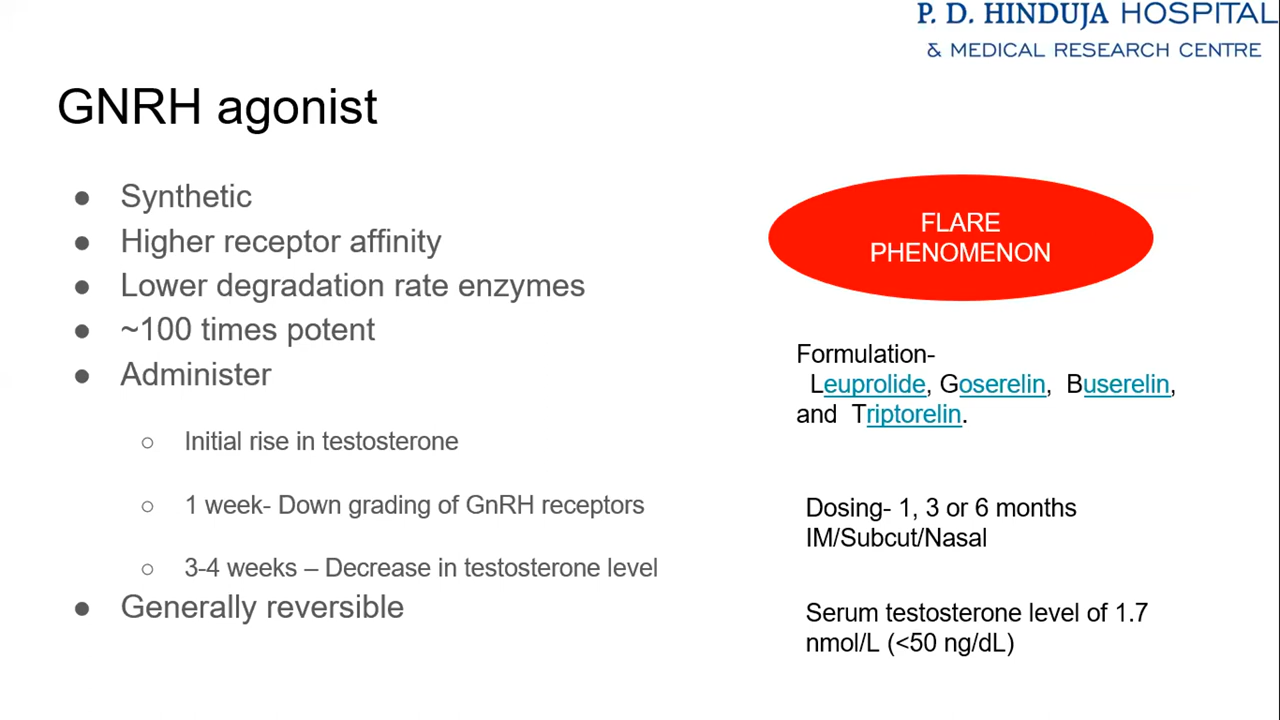 P. D. HINDUJA HOSPITAL
& MEDICAL RESEARCH CENTRE
GNRH agonist
● Synthetic
● Higher receptor affinity
● Lower degradation rate enzymes
● ~100 times potent
● Administer
○ Initial rise in testosterone
○ 1 week- Down grading of GnRH receptors
○ 3-4 weeks – Decrease in testosterone level
● Generally reversible
FLARE
PHENOMENON
Formulation-
Leuprolide, Goserelin, Buserelin,
and Triptorelin.
Dosing- 1, 3 or 6 months
IM/Subcut/Nasal
Serum testosterone level of 1.7
nmol/L (<50 ng/dL)